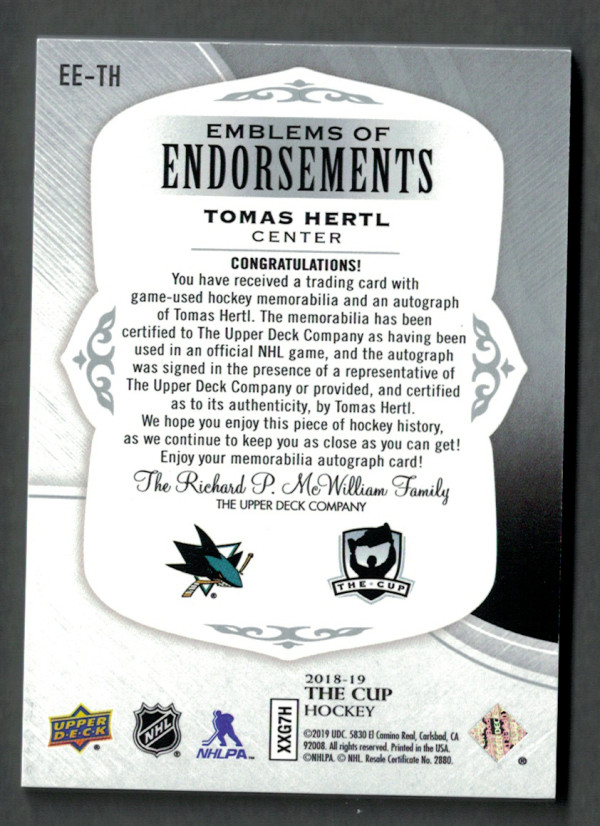 EE-TH
EMBLEMS OF
ENDORSEMENTS
TOMAS HERTL
CENTER
CONGRATULATIONS!
You have received a trading card with
game-used hockey memorabilia and an autograph
of Tomas Hertl. The memorabilia has been
certified to The Upper Deck Company as having been
used in an official NHL game, and the autograph
was signed in the presence of a representative of
The Upper Deck Company or provided, and certified
as to its authenticity, by Tomas Hertl.
We hope you enjoy this piece of hockey history,
as we continue to keep you as close as you can get!
Enjoy your memorabilia autograph card!
The Richard P. McWilliam Family
THE UPPER DECK COMPANY
®
THE·CUP
2018-19
THE CUP
HOCKEY
UPPER
D·E·C·K
®
NHL
®
NHLPA™
XXG7H
©2019 UDC. 5830 El Camino Real, Carlsbad, CA
92008. All rights reserved. Printed in the USA.
©NHLPA. © NHL. Resale Certificate No. 2880.
®